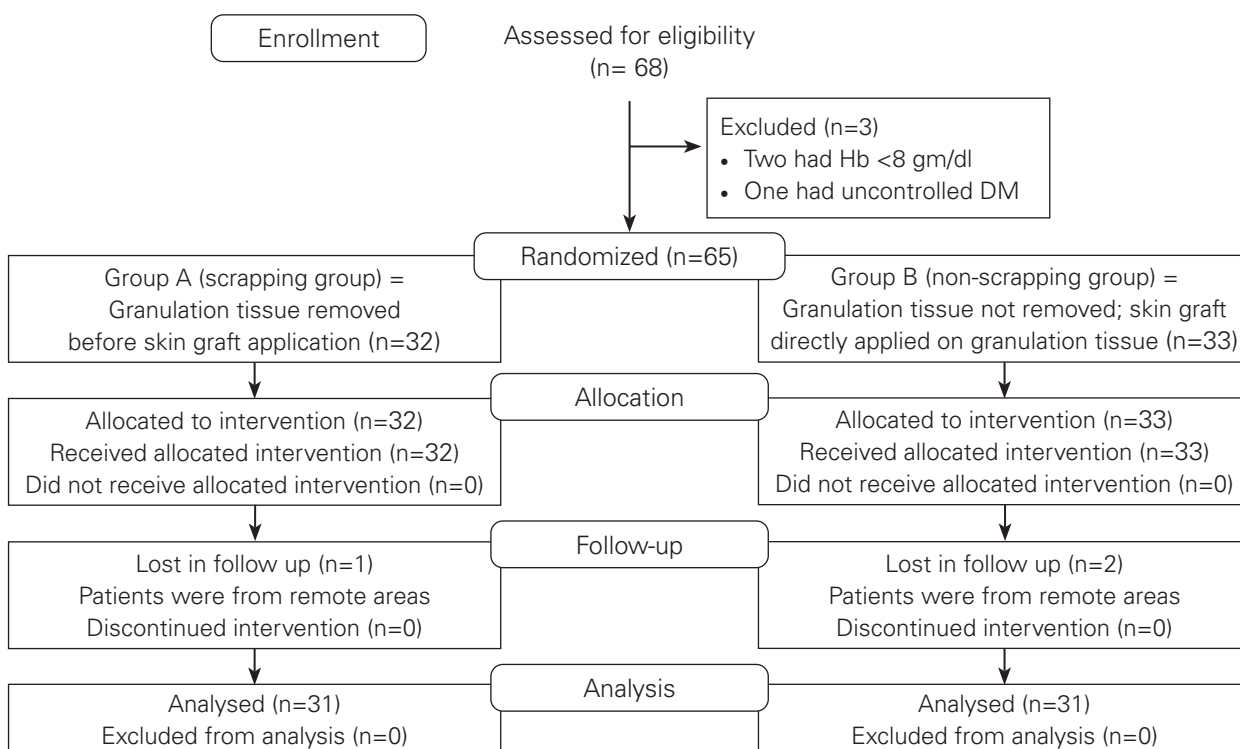 Enrollment
Assessed for eligibility
(n= 68)
Excluded (n=3)
• Two had Hb <8 gm/dl
• One had uncontrolled DM
Randomized (n=65)
Group A (scrapping group) =
Granulation tissue removed
before skin graft application (n=32)
Group B (non-scrapping group) =
Granulation tissue not removed; skin graft
directly applied on granulation tissue (n=33)
Allocation
Allocated to intervention (n=32)
Received allocated intervention (n=32)
Did not receive allocated intervention (n=0)
Allocated to intervention (n=33)
Received allocated intervention (n=33)
Did not receive allocated intervention (n=0)
Follow-up
Lost in follow up (n=1)
Patients were from remote areas
Discontinued intervention (n=0)
Lost in follow up (n=2)
Patients were from remote areas
Discontinued intervention (n=0)
Analysis
Analysed (n=31)
Excluded from analysis (n=0)
Analysed (n=31)
Excluded from analysis (n=0)